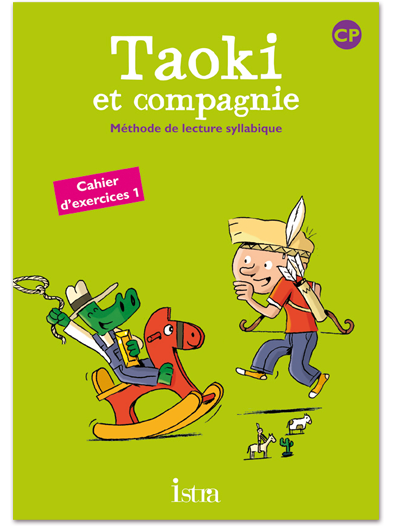 CP
Taoki
et compagnie
Méthode de lecture syllabique
Cahier
d'exercices 1
istra